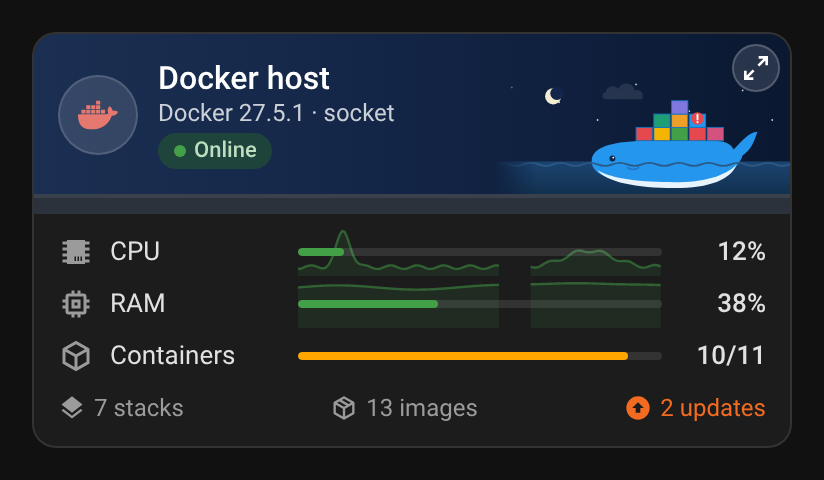 Docker host
Docker 27.5.1 · socket
Online
!
CPU 12%
RAM 38%
Containers 10/11
7 stacks 13 images 2 updates